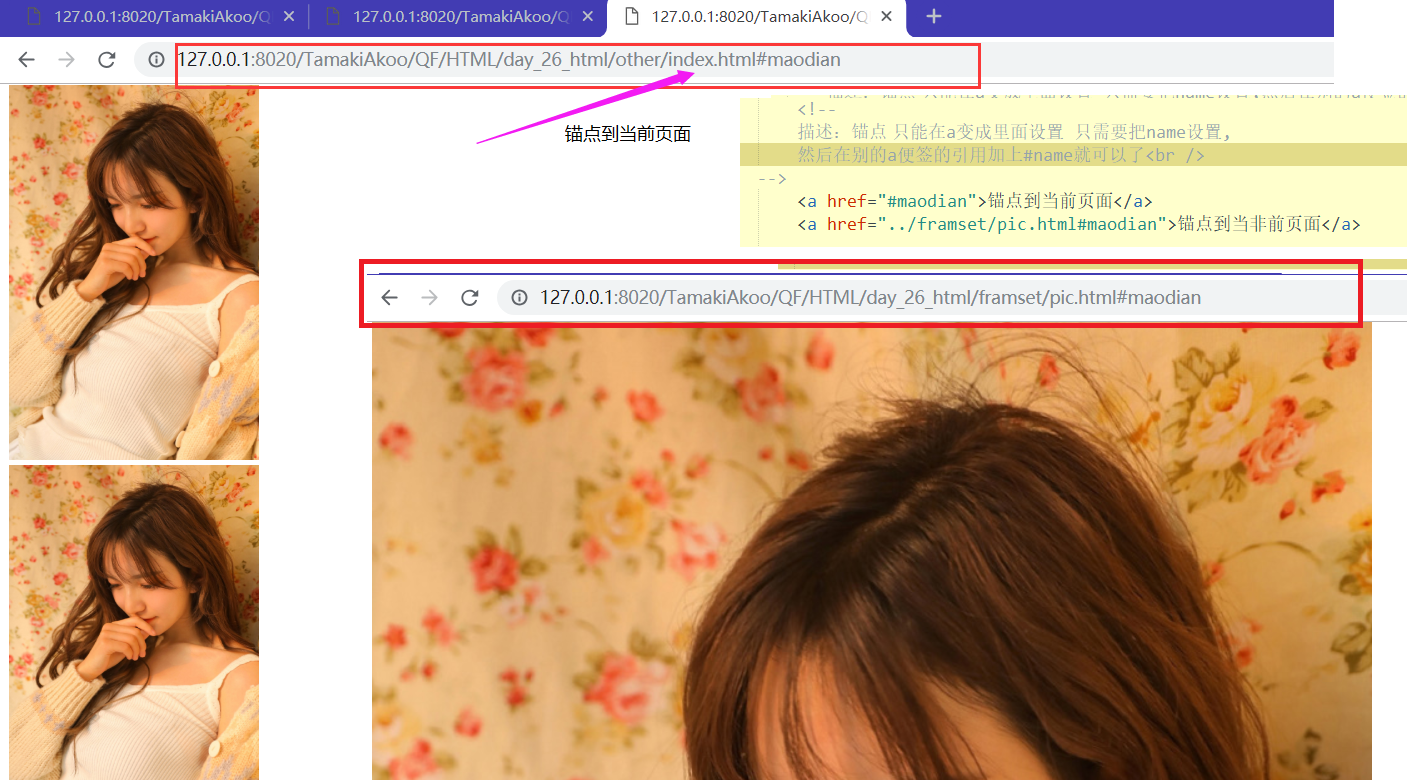 127.0.0.1:8020/TamakiAkoo/Q
127.0.0.1:8020/TamakiAkoo/Q
127.0.0.1:8020/TamakiAkoo/Q
127.0.0.1:8020/TamakiAkoo/QF/HTML/day_26_html/other/index.html#maodian
锚点到当前页面
<!--
描述：锚点 只能在a变成里面设置 只需要把name设置,
然后在别的a便签的引用加上#name就可以了<br />
-->
<a href="#maodian">锚点到当前页面</a>
<a href="../framset/pic.html#maodian">锚点到当非前页面</a>
127.0.0.1:8020/TamakiAkoo/QF/HTML/day_26_html/framset/pic.html#maodian